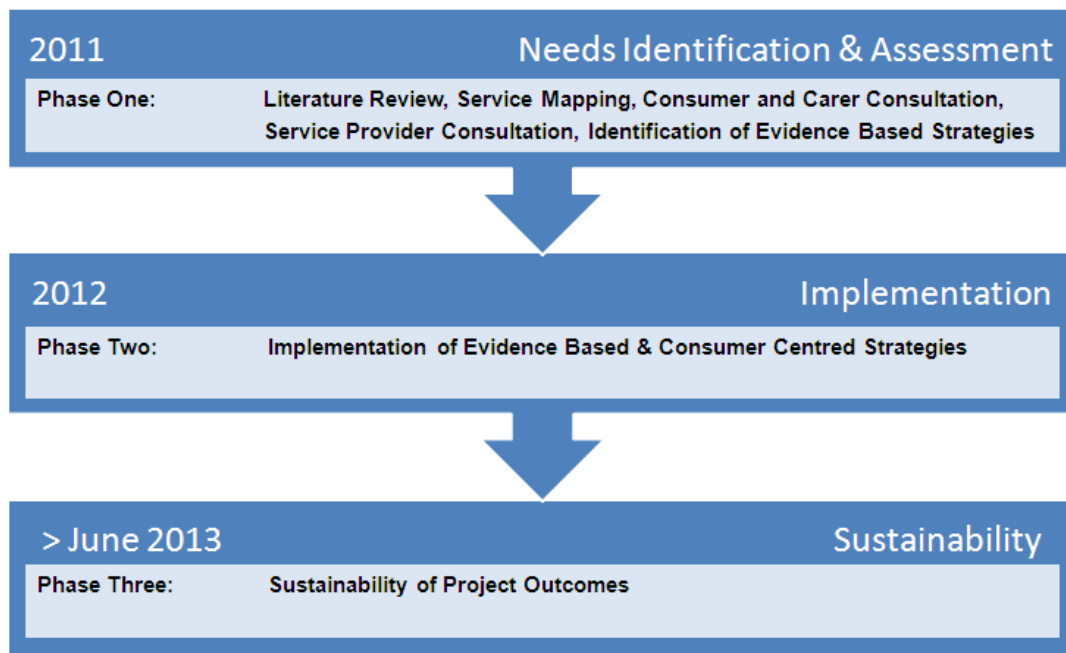 2011 Needs Identification & Assessment
Phase One: Literature Review, Service Mapping, Consumer and Carer Consultation,
Service Provider Consultation, Identification of Evidence Based Strategies
2012 Implementation
Phase Two: Implementation of Evidence Based & Consumer Centred Strategies
> June 2013 Sustainability
Phase Three: Sustainability of Project Outcomes